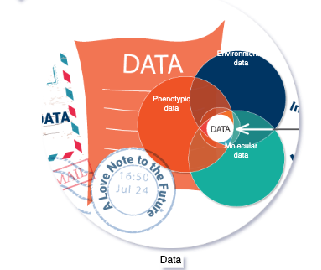 DATA
Environmental
data
Phenotypic
data
DATA
DATA
Molecular
data
MAIL
16:50
Jul 24
A Love Note to the Future
Data